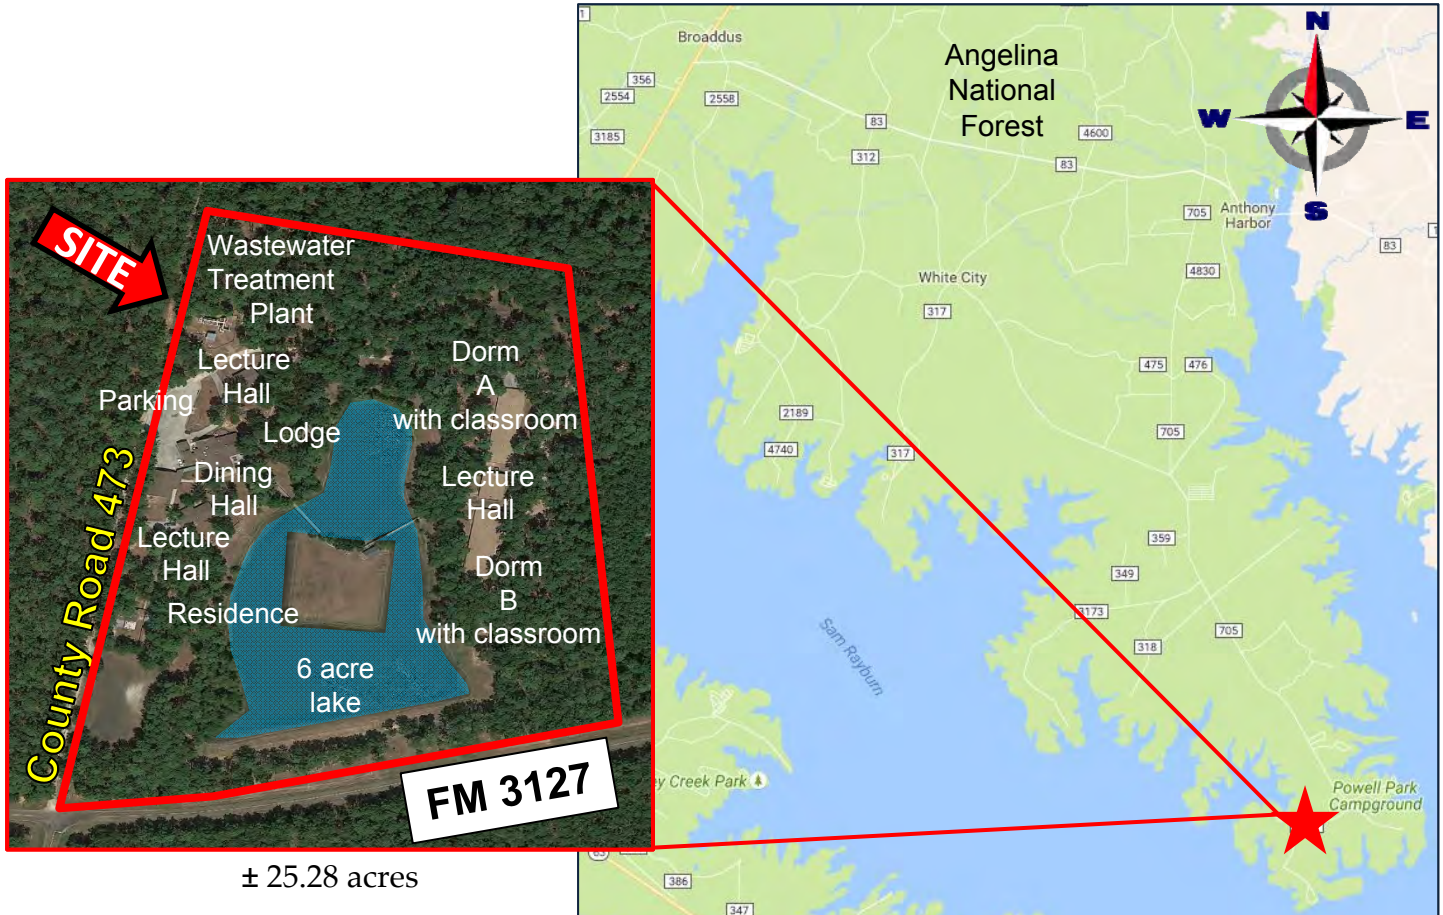 1
Broaddus
Angelina
National
Forest
N
W
E
S
356
2554
2558
3185
83
312
4600
83
705
Anthony
Harbor
83
4830
White City
317
475
476
2189
705
4740
317
359
349
3173
705
318
Sam Rayburn
ey Creek Park
Powell Park
Campground
63
386
347
SITE
Wastewater
Treatment
Plant
Lecture
Hall
Dorm
A
with classroom
Parking
Lodge
Dining
Hall
Lecture
Hall
Lecture
Hall
Dorm
B
with classroom
Residence
6 acre
lake
County Road 473
FM 3127
± 25.28 acres